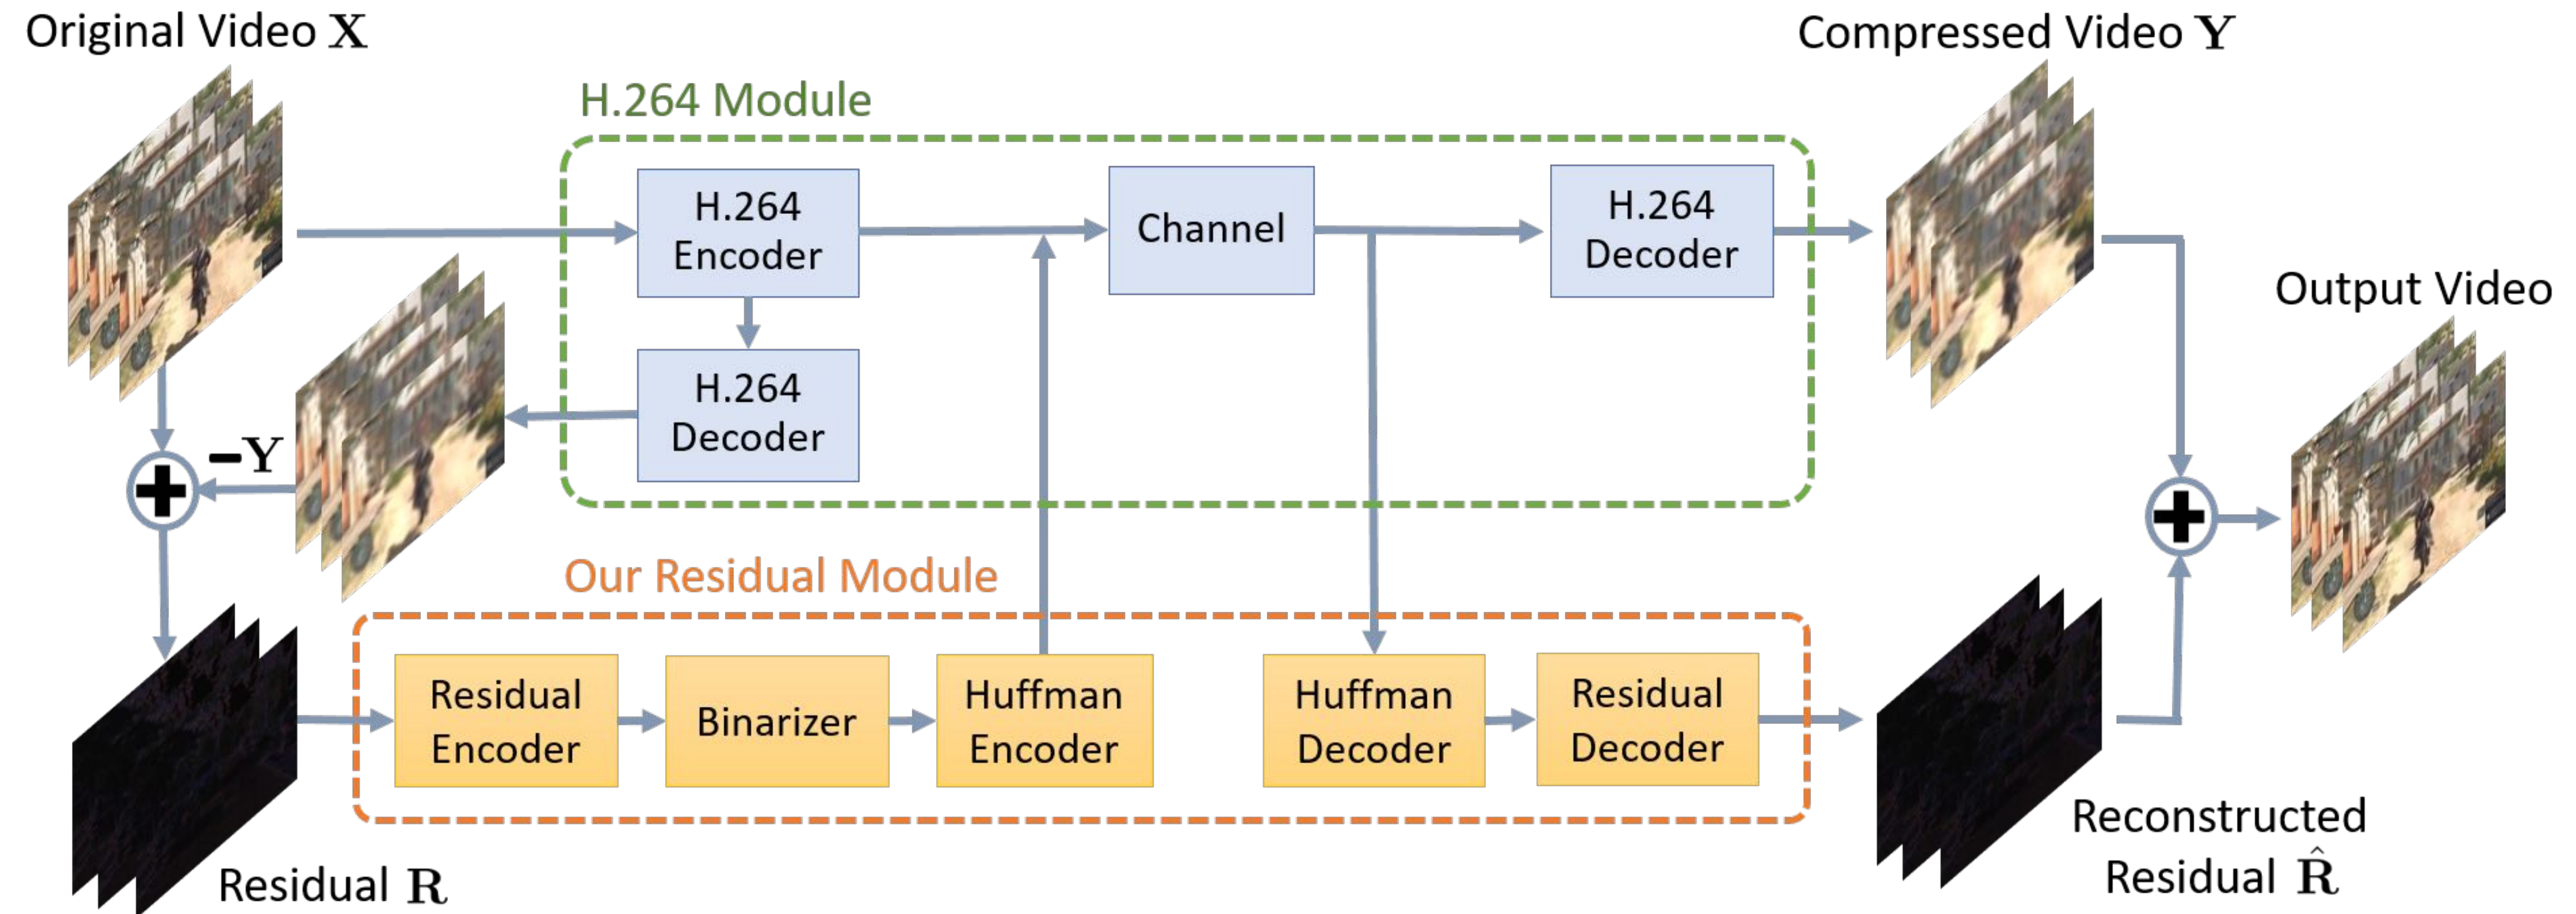 Original Video X
Compressed Video Y
H.264 Module
H.264
Encoder
Channel
H.264
Decoder
Output Video
H.264
Decoder
−Y
Our Residual Module
Residual
Encoder
Binarizer
Huffman
Encoder
Huffman
Decoder
Residual
Decoder
Residual R
Reconstructed
Residual R̂